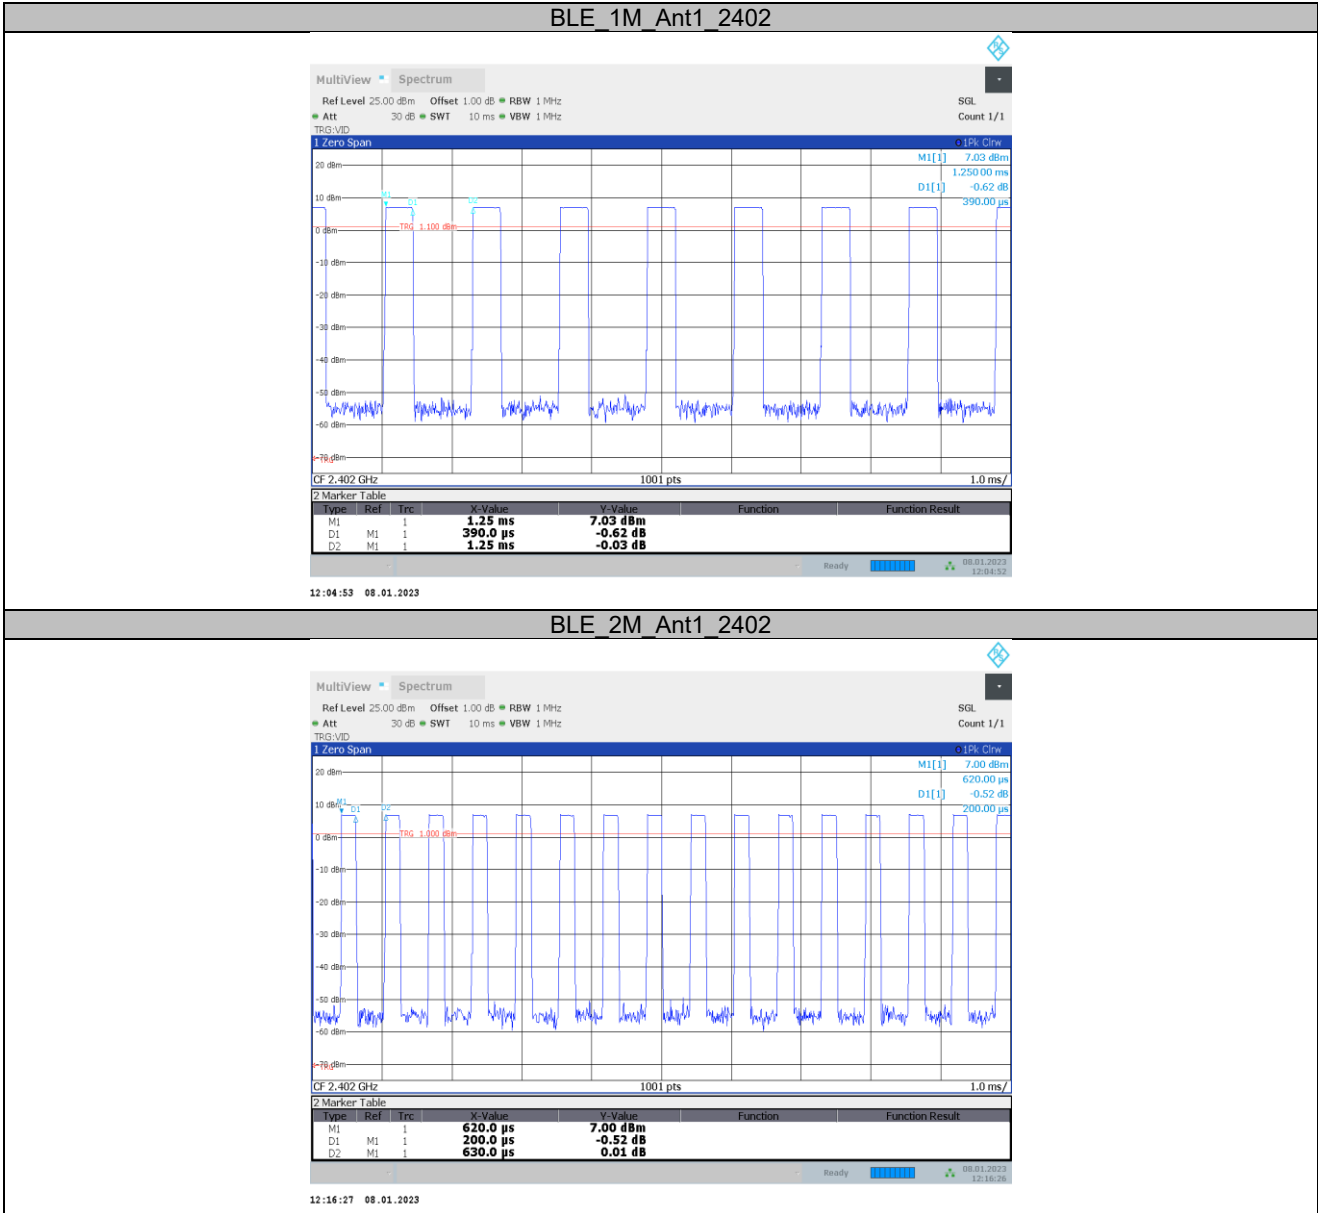 BLE_1M_Ant1_2402
MultiView Spectrum
Ref Level 25.00 dBm Offset 1.00 dB RBW 1 MHz SGL
Att 30 dB SWT 10 ms VBW 1 MHz Count 1/1
TRG:VID
1 Zero Span 1Pk Clrw
M1[1] 7.03 dBm
1.250 00 ms
D1[1] -0.62 dB
390.00 µs
20 dBm
10 dBm
M1
D1
D2
0 dBm
TRG 1.100 dBm
-10 dBm
-20 dBm
-30 dBm
-40 dBm
-50 dBm
-60 dBm
-70 dBm
CF 2.402 GHz 1001 pts 1.0 ms/
2 Marker Table
Type Ref Trc X-Value Y-Value Function Function Result
M1 1 1.25 ms 7.03 dBm
D1 M1 1 390.0 µs -0.62 dB
D2 M1 1 1.25 ms -0.03 dB
Ready 08.01.2023
12:04:52
12:04:53 08.01.2023
BLE_2M_Ant1_2402
MultiView Spectrum
Ref Level 25.00 dBm Offset 1.00 dB RBW 1 MHz SGL
Att 30 dB SWT 10 ms VBW 1 MHz Count 1/1
TRG:VID
1 Zero Span 1Pk Clrw
M1[1] 7.00 dBm
620.00 µs
D1[1] -0.52 dB
200.00 µs
20 dBm
10 dBm
M1
D1
D2
0 dBm
TRG 1.000 dBm
-10 dBm
-20 dBm
-30 dBm
-40 dBm
-50 dBm
-60 dBm
-70 dBm
CF 2.402 GHz 1001 pts 1.0 ms/
2 Marker Table
Type Ref Trc X-Value Y-Value Function Function Result
M1 1 620.0 µs 7.00 dBm
D1 M1 1 200.0 µs -0.52 dB
D2 M1 1 630.0 µs 0.01 dB
Ready 08.01.2023
12:16:26
12:16:27 08.01.2023